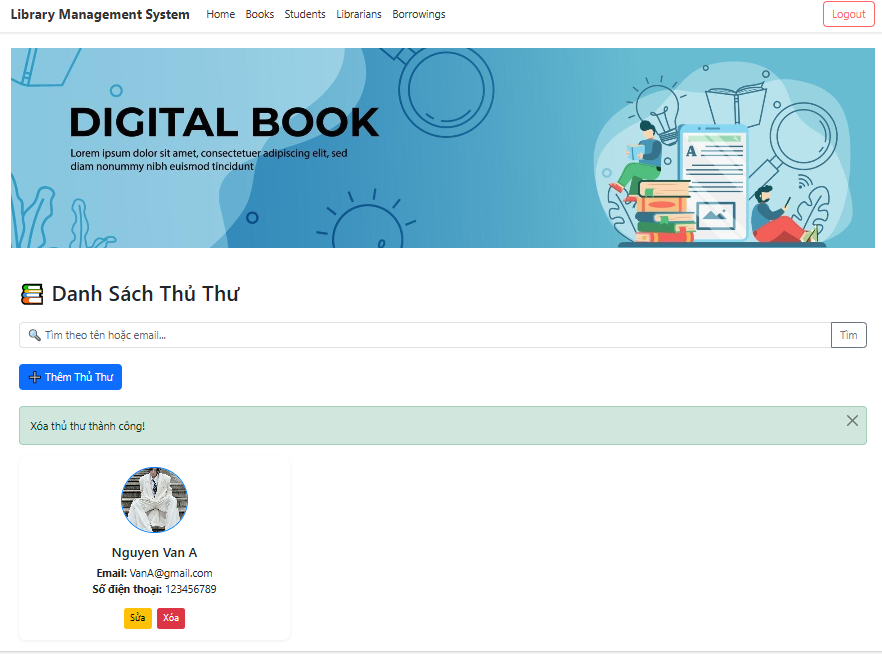 Library Management System Home Books Students Librarians Borrowings Logout
DIGITAL BOOK
Lorem ipsum dolor sit amet, consectetuer adipiscing elit, sed
diam nonummy nibh euismod tincidunt
A
Danh Sách Thủ Thư
Tìm theo tên hoặc email... Tìm
Thêm Thủ Thư
Xóa thủ thư thành công!
Nguyen Van A
Email: VanA@gmail.com
Số điện thoại: 123456789
Sửa Xóa